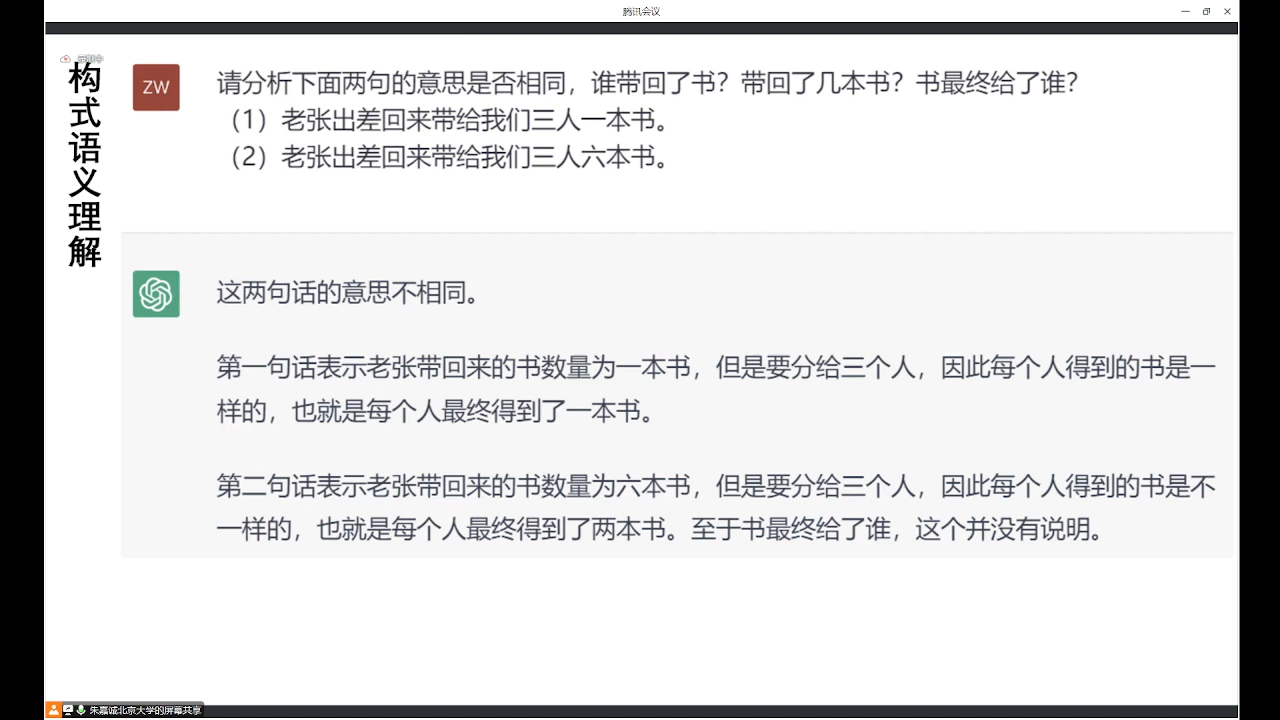 腾讯会议
构式语义理解
ZW
请分析下面两句的意思是否相同，谁带回了书？带回了几本书？书最终给了谁？
（1）老张出差回来带给我们三人一本书。
（2）老张出差回来带给我们三人六本书。
这两句话的意思不相同。
第一句话表示老张带回来的书数量为一本书，但是要分给三个人，因此每个人得到的书是一
样的，也就是每个人最终得到了一本书。
第二句话表示老张带回来的书数量为六本书，但是要分给三个人，因此每个人得到的书是不
一样的，也就是每个人最终得到了两本书。至于书最终给了谁，这个并没有说明。
朱嘉诚北京大学的屏幕共享